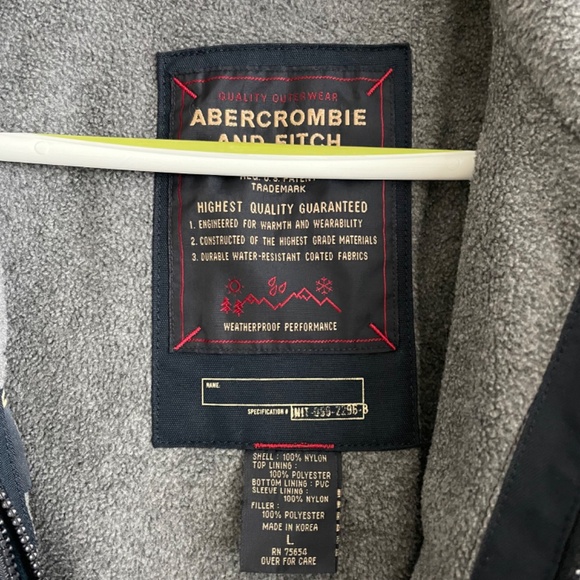 QUALITY OUTERWEAR
ABERCROMBIE
AND FITCH
REG. U.S. PATENT
TRADEMARK
HIGHEST QUALITY GUARANTEED
1. ENGINEERED FOR WARMTH AND WEARABILITY
2. CONSTRUCTED OF THE HIGHEST GRADE MATERIALS
3. DURABLE WATER-RESISTANT COATED FABRICS
WEATHERPROOF PERFORMANCE
NAME:
SPECIFICATION #
SHELL : 100% NYLON
TOP LINING :
100% POLYESTER
BOTTOM LINING : PVC
SLEEVE LINING :
100% NYLON
FILLER :
100% POLYESTER
MADE IN KOREA
L
RN 75654
OVER FOR CARE